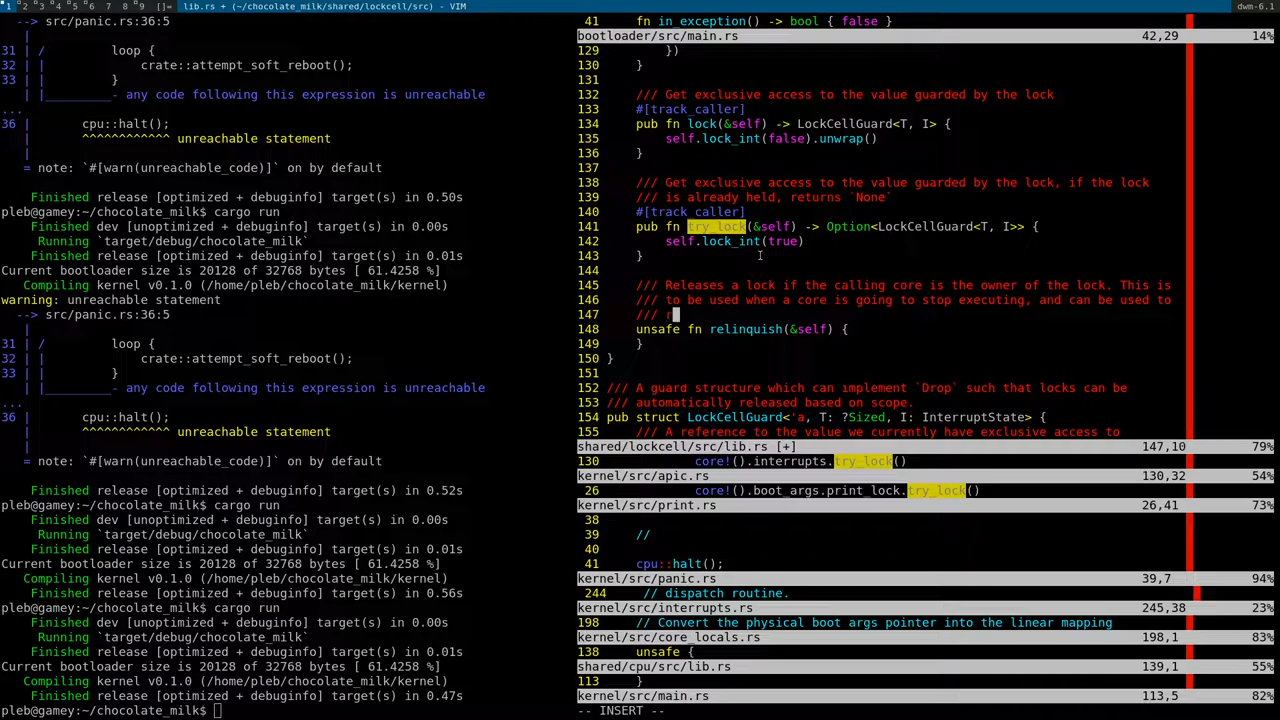 1 2 3 4 5 6 7 8 9 []= lib.rs + (~/chocolate_milk/shared/lockcell/src) - VIM dwm-6.1
--> src/panic.rs:36:5
|
31 | / loop {
32 | | crate::attempt_soft_reboot();
33 | | }
| |_________- any code following this expression is unreachable
...
36 | cpu::halt();
| ^^^^^^^^^^^^ unreachable statement
|
= note: `#[warn(unreachable_code)]` on by default
Finished release [optimized + debuginfo] target(s) in 0.50s
pleb@gamey:~/chocolate_milk$ cargo run
Finished dev [unoptimized + debuginfo] target(s) in 0.00s
Running `target/debug/chocolate_milk`
Finished release [optimized + debuginfo] target(s) in 0.01s
Current bootloader size is 20128 of 32768 bytes [ 61.4258 %]
Compiling kernel v0.1.0 (/home/pleb/chocolate_milk/kernel)
warning: unreachable statement
--> src/panic.rs:36:5
|
31 | / loop {
32 | | crate::attempt_soft_reboot();
33 | | }
| |_________- any code following this expression is unreachable
...
36 | cpu::halt();
| ^^^^^^^^^^^^ unreachable statement
|
= note: `#[warn(unreachable_code)]` on by default
Finished release [optimized + debuginfo] target(s) in 0.52s
pleb@gamey:~/chocolate_milk$ cargo run
Finished dev [unoptimized + debuginfo] target(s) in 0.00s
Running `target/debug/chocolate_milk`
Finished release [optimized + debuginfo] target(s) in 0.01s
Current bootloader size is 20128 of 32768 bytes [ 61.4258 %]
Compiling kernel v0.1.0 (/home/pleb/chocolate_milk/kernel)
Finished release [optimized + debuginfo] target(s) in 0.56s
pleb@gamey:~/chocolate_milk$ cargo run
Finished dev [unoptimized + debuginfo] target(s) in 0.00s
Running `target/debug/chocolate_milk`
Finished release [optimized + debuginfo] target(s) in 0.01s
Current bootloader size is 20128 of 32768 bytes [ 61.4258 %]
Compiling kernel v0.1.0 (/home/pleb/chocolate_milk/kernel)
Finished release [optimized + debuginfo] target(s) in 0.47s
pleb@gamey:~/chocolate_milk$
41 fn in_exception() -> bool { false }
bootloader/src/main.rs 42,29 14%
129 })
130 }
131
132 /// Get exclusive access to the value guarded by the lock
133 #[track_caller]
134 pub fn lock(&self) -> LockCellGuard<T, I> {
135 self.lock_int(false).unwrap()
136 }
137
138 /// Get exclusive access to the value guarded by the lock, if the lock
139 /// is already held, returns `None`
140 #[track_caller]
141 pub fn try_lock(&self) -> Option<LockCellGuard<T, I>> {
142 self.lock_int(true)
143 }
144
145 /// Releases a lock if the calling core is the owner of the lock. This is
146 /// to be used when a core is going to stop executing, and can be used to
147 /// r
148 unsafe fn relinquish(&self) {
149 }
150 }
151
152 /// A guard structure which can implement `Drop` such that locks can be
153 /// automatically released based on scope.
154 pub struct LockCellGuard<'a, T: ?Sized, I: InterruptState> {
155 /// A reference to the value we currently have exclusive access to
shared/lockcell/src/lib.rs [+] 147,10 79%
130 core!().interrupts.try_lock()
kernel/src/apic.rs 130,32 54%
26 core!().boot_args.print_lock.try_lock()
kernel/src/print.rs 26,41 73%
38
39 //
40
41 cpu::halt();
kernel/src/panic.rs 39,7 94%
244 // dispatch routine.
kernel/src/interrupts.rs 245,38 23%
198 // Convert the physical boot args pointer into the linear mapping
kernel/src/core_locals.rs 198,1 83%
138 unsafe {
shared/cpu/src/lib.rs 139,1 55%
113 }
kernel/src/main.rs 113,5 82%
-- INSERT --